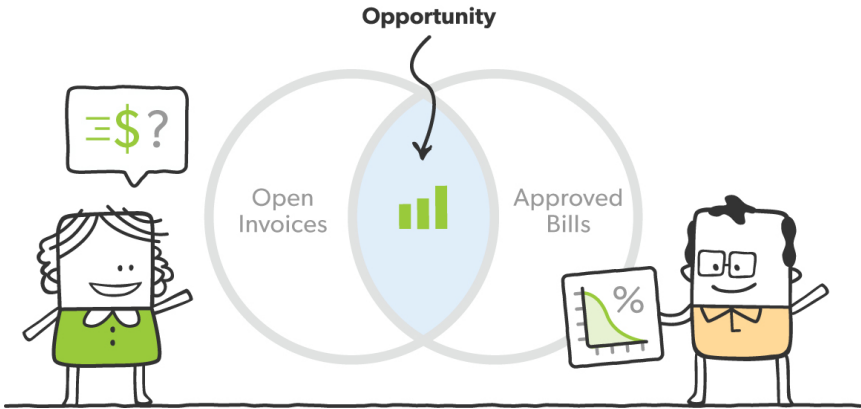 Opportunity
$?
Open
Invoices
Approved
Bills
%